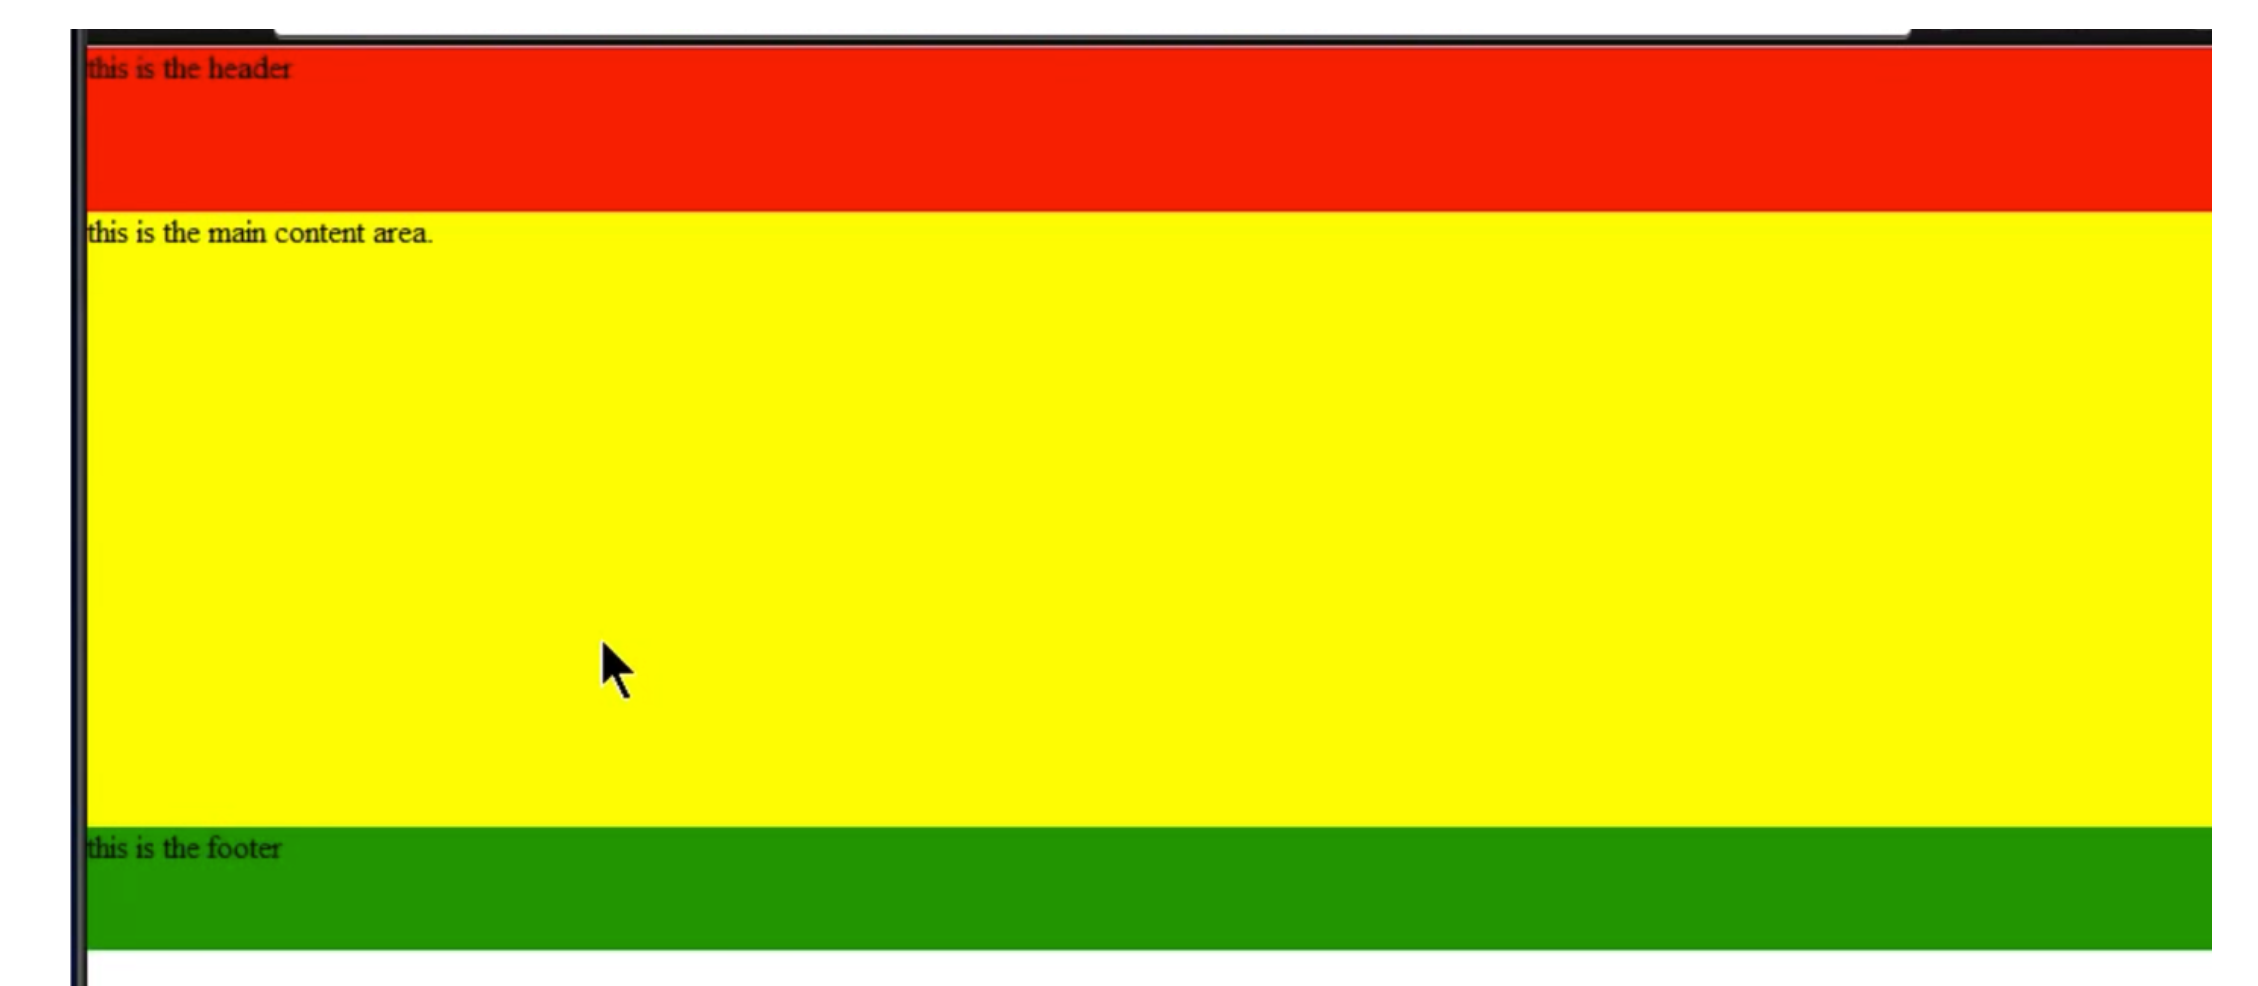 this is the header
this is the main content area.
this is the footer